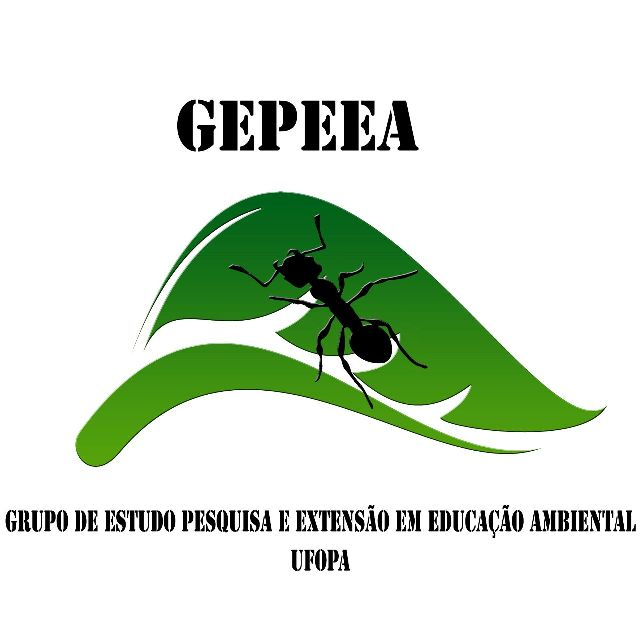 GEPEEA
GRUPO DE ESTUDO PESQUISA E EXTENSÃO EM EDUCAÇÃO AMBIENTAL
UFOPA